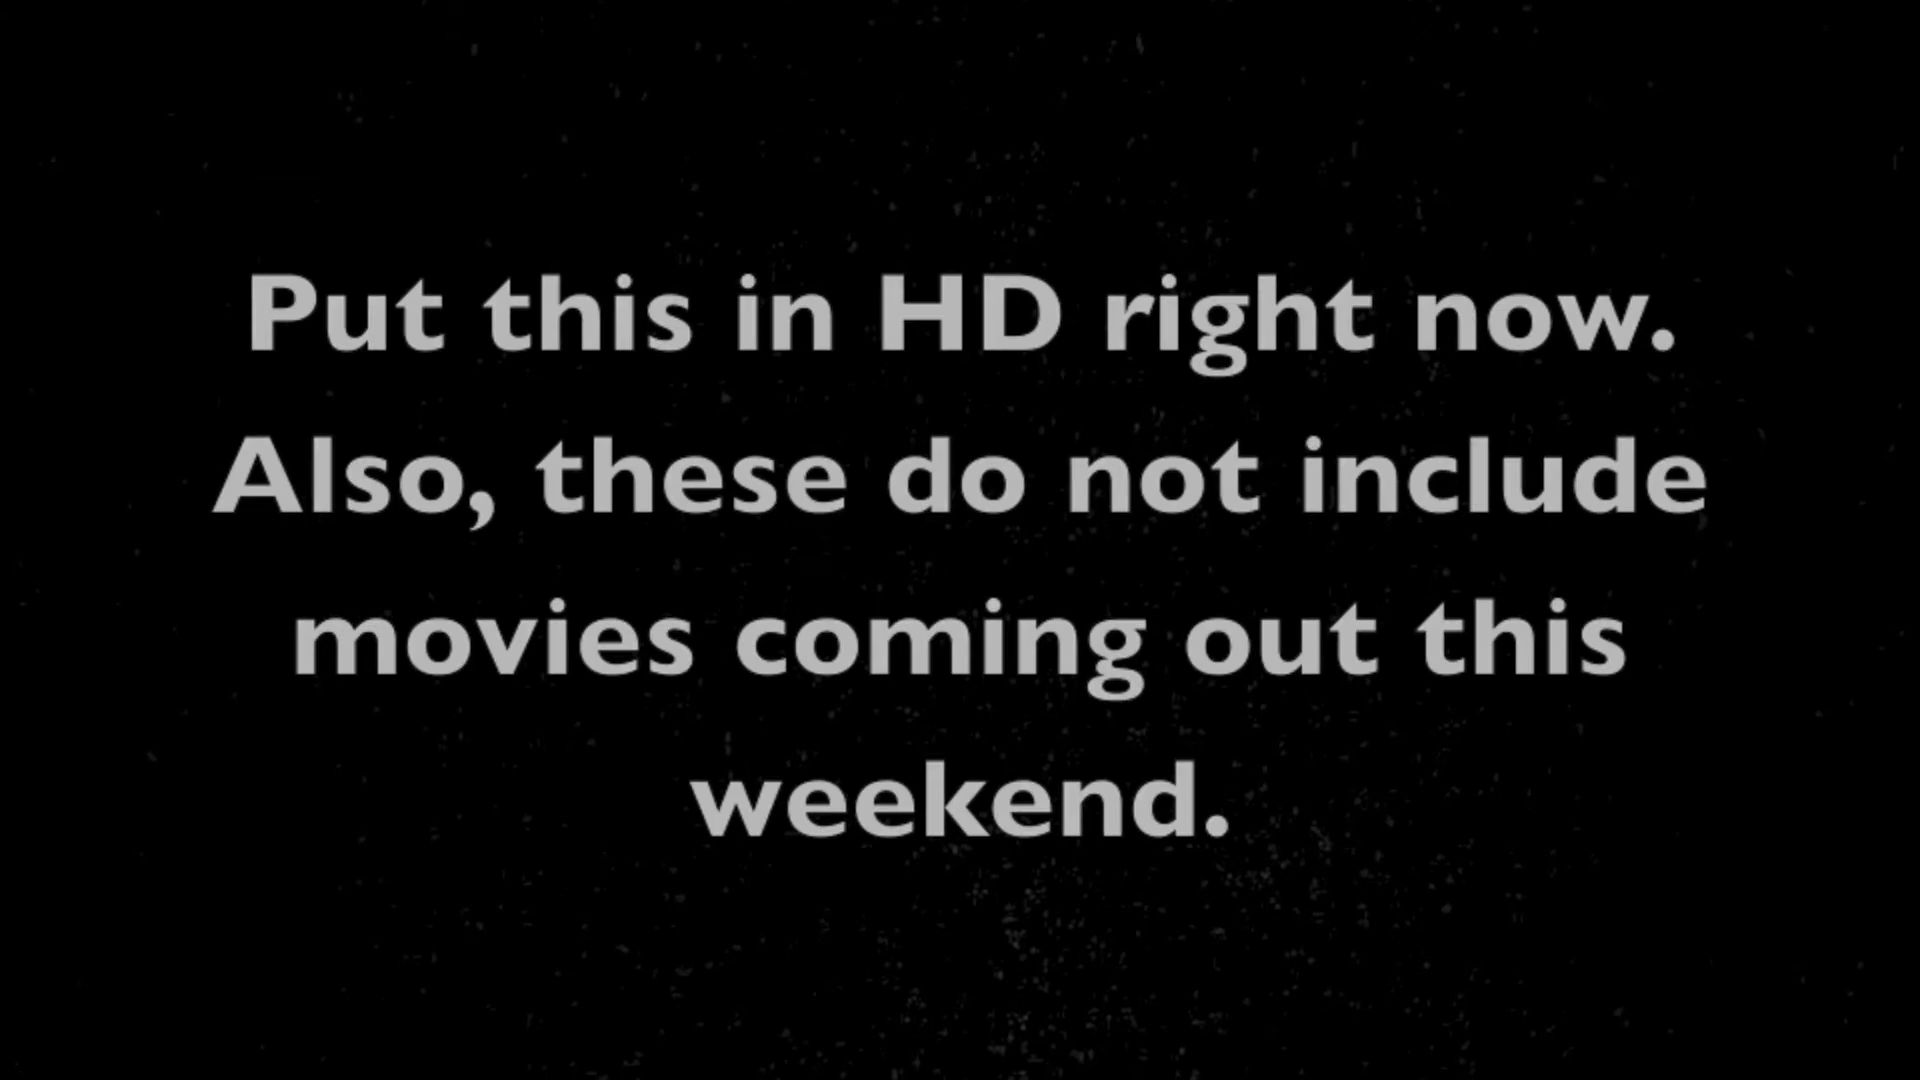 Put this in HD right now.
Also, these do not include
movies coming out this
weekend.